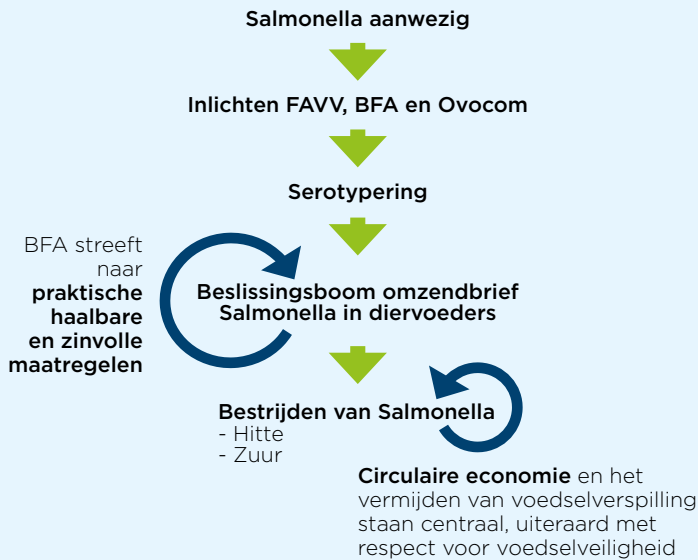 Salmonella aanwezig
Inlichten FAVV, BFA en Ovocom
Serotypering
BFA streeft
naar
praktische
haalbare
en zinvolle
maatregelen
Beslissingsboom omzendbrief
Salmonella in diervoeders
Bestrijden van Salmonella
- Hitte
- Zuur
Circulaire economie en het
vermijden van voedselverspilling
staan centraal, uiteraard met
respect voor voedselveiligheid